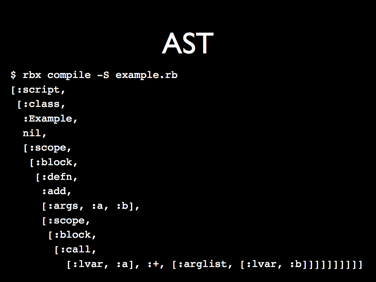 AST
$ rbx compile -S example.rb
[:script,
[:class,
:Example,
nil,
[:scope,
[:block,
[:defn,
:add,
[:args, :a, :b],
[:scope,
[:block,
[:call,
[:lvar, :a], :+, [:arglist, [:lvar, :b]]]]]]]]]]